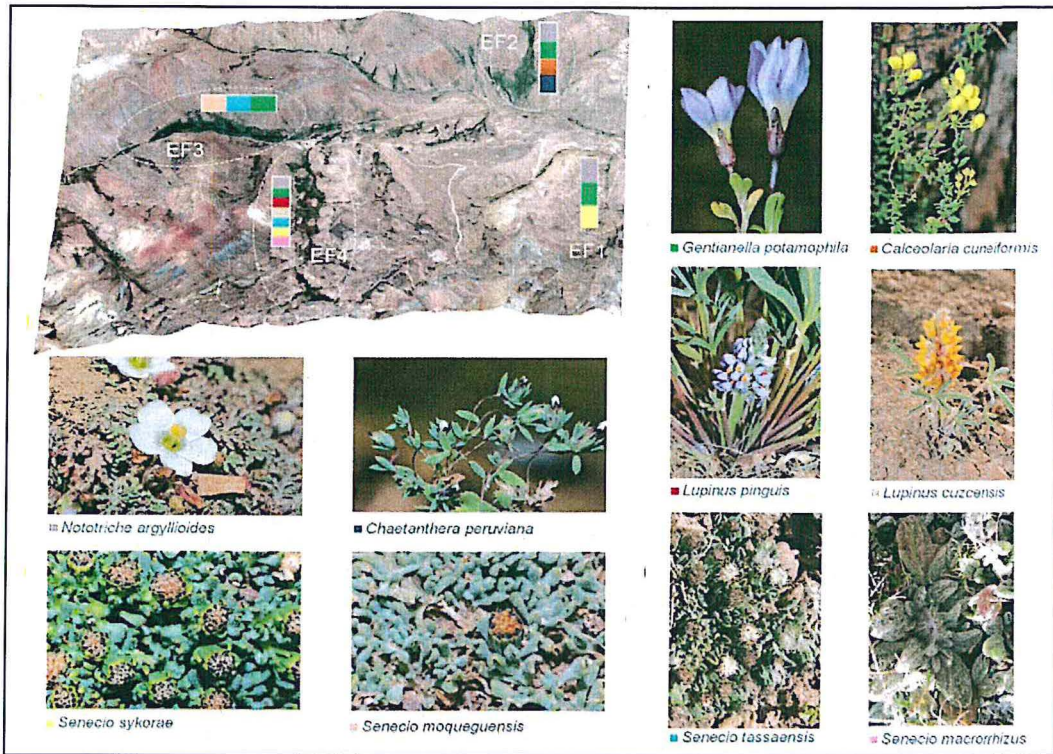 EF2
EF3
EF4
EF1
Gentianella potamophila
Calceolaria cuneiformis
Lupinus pinguis
Lupinus cuzcensis
Nototriche argyllioides
Chaetanthera peruviana
Senecio sykorae
Senecio moqueguensis
Senecio tassaensis
Senecio macrorrhizus